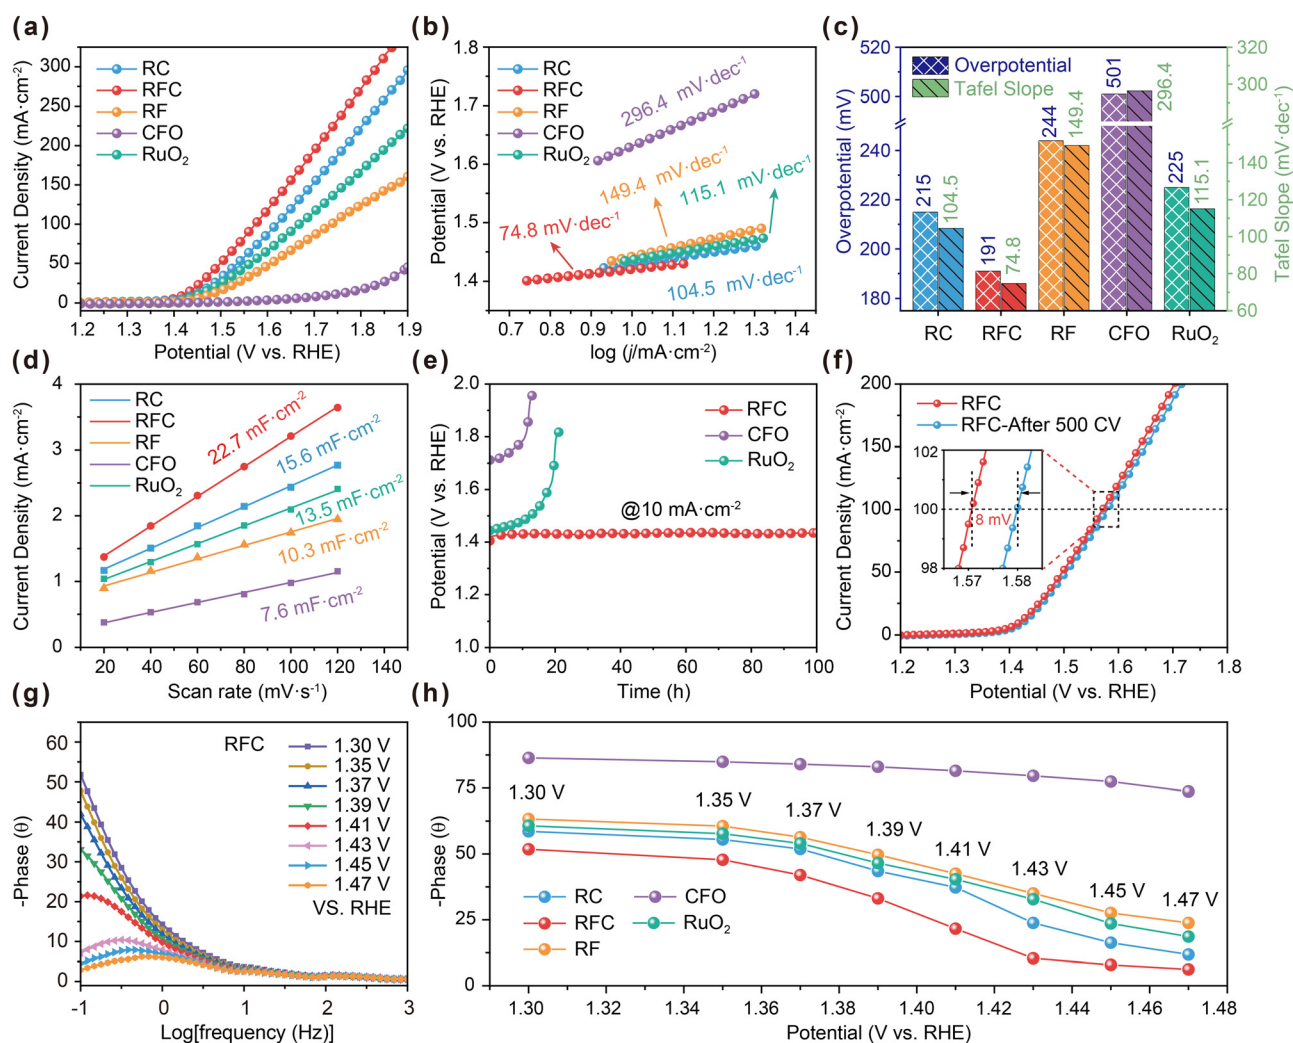 (a)
Current Density (mA·cm-2)
300
250
200
150
100
50
0
RC
RFC
RF
CFO
RuO2
1.2 1.3 1.4 1.5 1.6 1.7 1.8 1.9
Potential (V vs. RHE)
(b)
Potential (V vs. RHE)
1.8
1.7
1.6
1.5
1.4
RC
RFC
RF
CFO
RuO2
296.4 mV·dec-1
149.4 mV·dec-1
115.1 mV·dec-1
74.8 mV·dec-1
104.5 mV·dec-1
0.7 0.8 0.9 1.0 1.1 1.2 1.3 1.4
log (j/mA·cm-2)
(c)
Overpotential (mV)
520
500
240
220
200
180
Overpotential
Tafel Slope
215
104.5
191
74.8
244
149.4
501
296.4
225
115.1
320
300
160
140
120
100
80
60
Tafel Slope (mV·dec-1)
RC RFC RF CFO RuO2
(d)
Current Density (mA·cm-2)
4
3
2
1
0
RC
RFC
RF
CFO
RuO2
22.7 mF·cm-2
15.6 mF·cm-2
13.5 mF·cm-2
10.3 mF·cm-2
7.6 mF·cm-2
20 40 60 80 100 120 140
Scan rate (mV·s-1)
(e)
Potential (V vs. RHE)
2.0
1.8
1.6
1.4
1.2
1.0
RFC
CFO
RuO2
@10 mA·cm-2
0 20 40 60 80 100
Time (h)
(f)
Current Density (mA·cm-2)
200
150
100
50
0
RFC
RFC-After 500 CV
102
100
98
8 mV
1.57 1.58
1.2 1.3 1.4 1.5 1.6 1.7 1.8
Potential (V vs. RHE)
(g)
-Phase (θ)
60
50
40
30
20
10
0
RFC
1.30 V
1.35 V
1.37 V
1.39 V
1.41 V
1.43 V
1.45 V
1.47 V
VS. RHE
-1 0 1 2 3
Log[frequency (Hz)]
(h)
-Phase (θ)
100
75
50
25
0
1.30 V
1.35 V
1.37 V
1.39 V
1.41 V
1.43 V
1.45 V
1.47 V
RC
RFC
RF
CFO
RuO2
1.30 1.32 1.34 1.36 1.38 1.40 1.42 1.44 1.46 1.48
Potential (V vs. RHE)